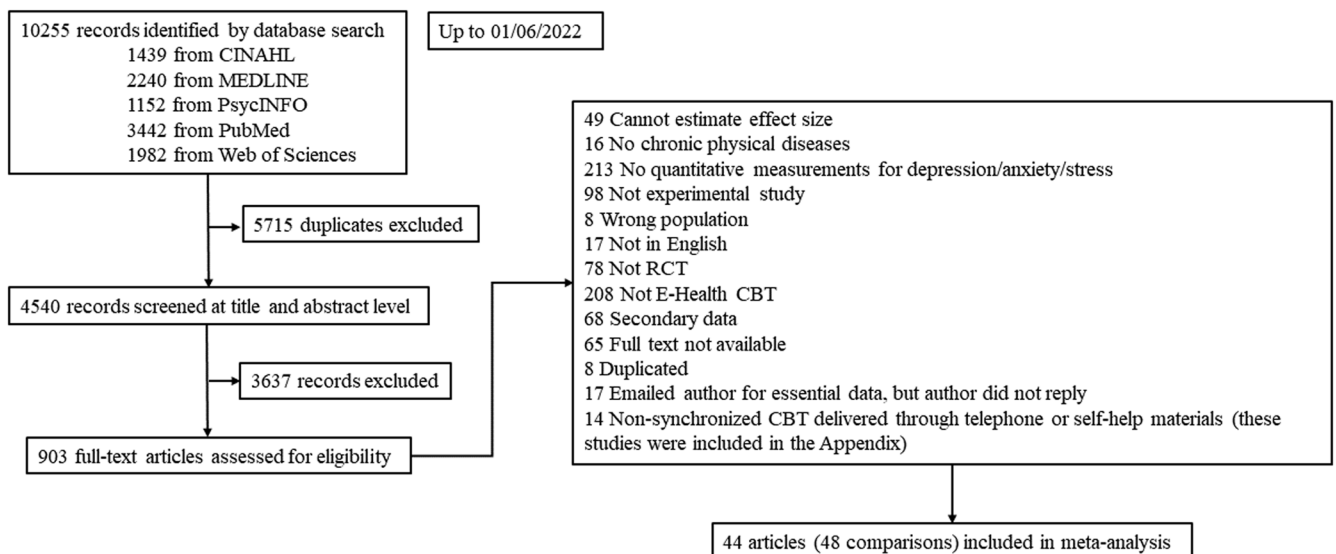 10255 records identified by database search
1439 from CINAHL
2240 from MEDLINE
1152 from PsycINFO
3442 from PubMed
1982 from Web of Sciences
Up to 01/06/2022
5715 duplicates excluded
4540 records screened at title and abstract level
3637 records excluded
903 full-text articles assessed for eligibility
49 Cannot estimate effect size
16 No chronic physical diseases
213 No quantitative measurements for depression/anxiety/stress
98 Not experimental study
8 Wrong population
17 Not in English
78 Not RCT
208 Not E-Health CBT
68 Secondary data
65 Full text not available
8 Duplicated
17 Emailed author for essential data, but author did not reply
14 Non-synchronized CBT delivered through telephone or self-help materials (these
studies were included in the Appendix)
44 articles (48 comparisons) included in meta-analysis